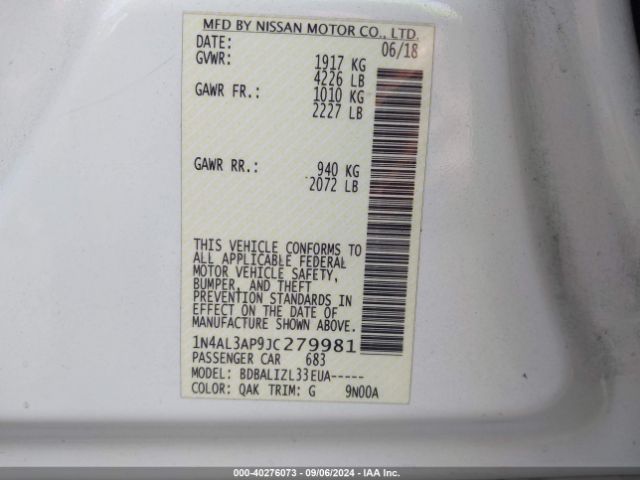 MFD BY NISSAN MOTOR CO., LTD.
DATE: 06/18
GVWR: 1917 KG
4226 LB
GAWR FR.: 1010 KG
2227 LB
GAWR RR.: 940 KG
2072 LB
THIS VEHICLE CONFORMS TO
ALL APPLICABLE FEDERAL
MOTOR VEHICLE SAFETY,
BUMPER, AND THEFT
PREVENTION STANDARDS IN
EFFECT ON THE DATE OF
MANUFACTURE SHOWN ABOVE.
1N4AL3AP9JC279981
PASSENGER CAR 683
MODEL: BDBALIZL33EUA-----
COLOR: QAK TRIM: G 9N00A
000-40276073 - 09/06/2024 - IAA Inc.